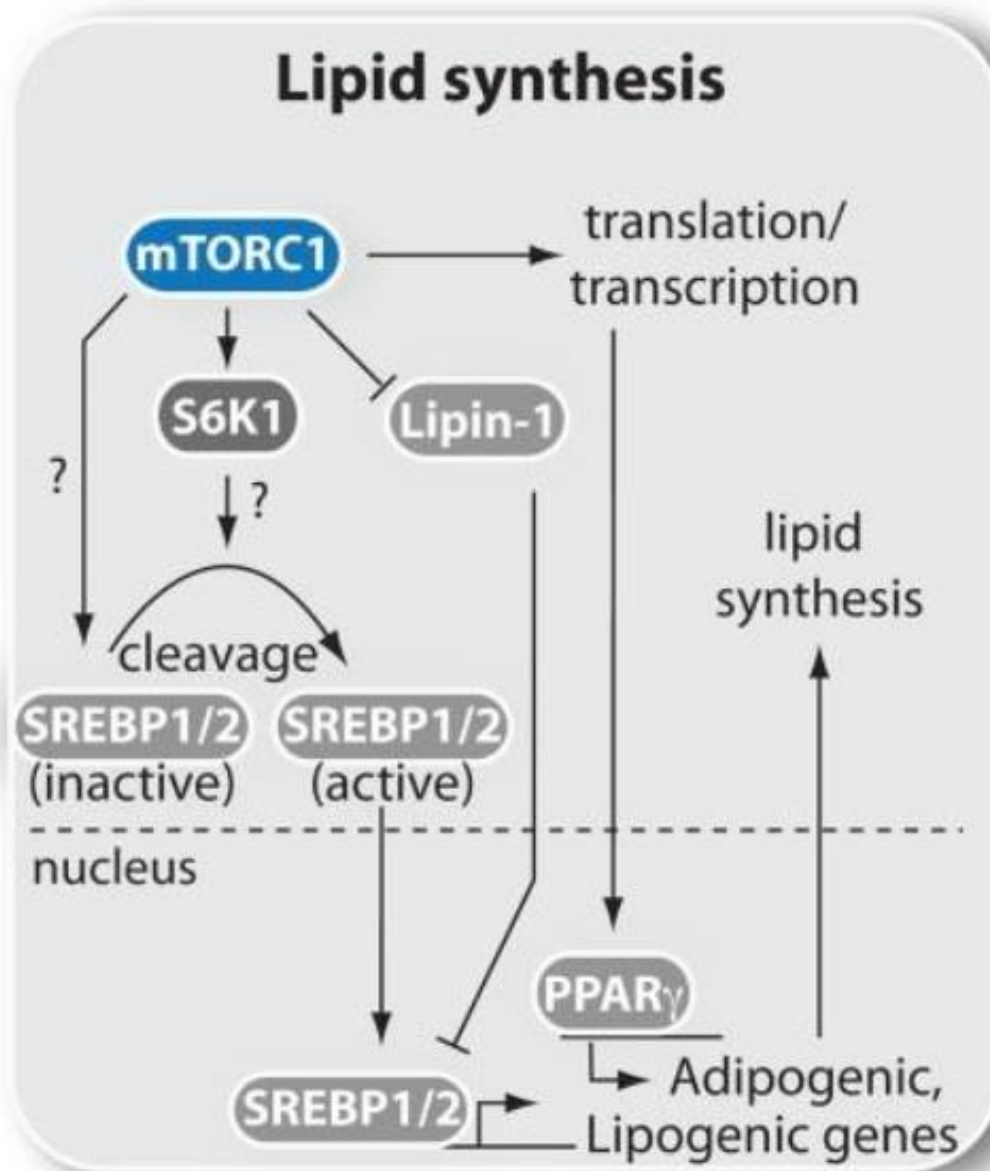 Lipid synthesis
mTORC1
translation/
transcription
S6K1
Lipin-1
?
?
lipid
synthesis
cleavage
SREBP1/2
(inactive)
SREBP1/2
(active)
nucleus
PPARγ
Adipogenic,
SREBP1/2
Lipogenic genes